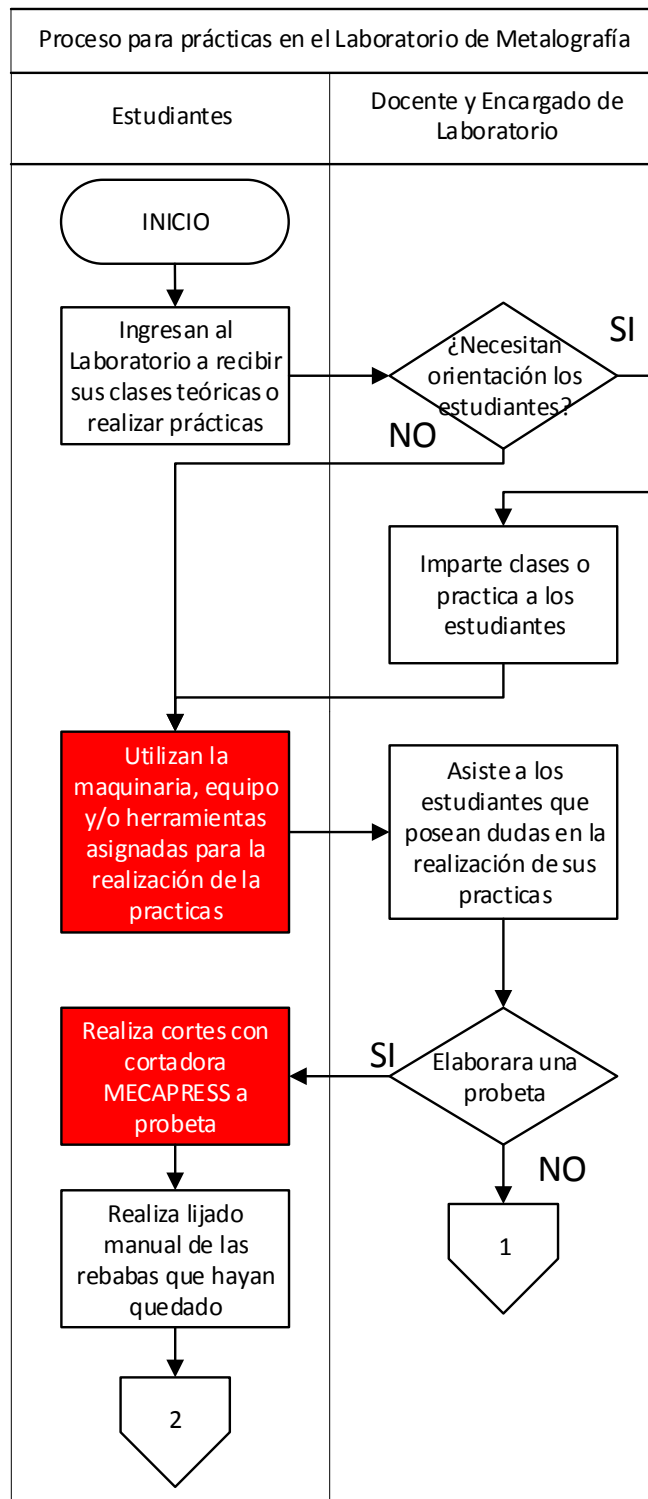 Proceso para prácticas en el Laboratorio de Metalografía
Estudiantes
Docente y Encargado de
Laboratorio
INICIO
Ingresan al
Laboratorio a recibir
sus clases teóricas o
realizar prácticas
¿Necesitan
orientación los
estudiantes?
SI
NO
Imparte clases o
practica a los
estudiantes
Utilizan la
maquinaria, equipo
y/o herramientas
asignadas para la
realización de la
practicas
Asiste a los
estudiantes que
posean dudas en la
realización de sus
practicas
Realiza cortes con
cortadora
MECAPRESS a
probeta
SI
Elaborara una
probeta
NO
Realiza lijado
manual de las
rebabas que hayan
quedado
1
2